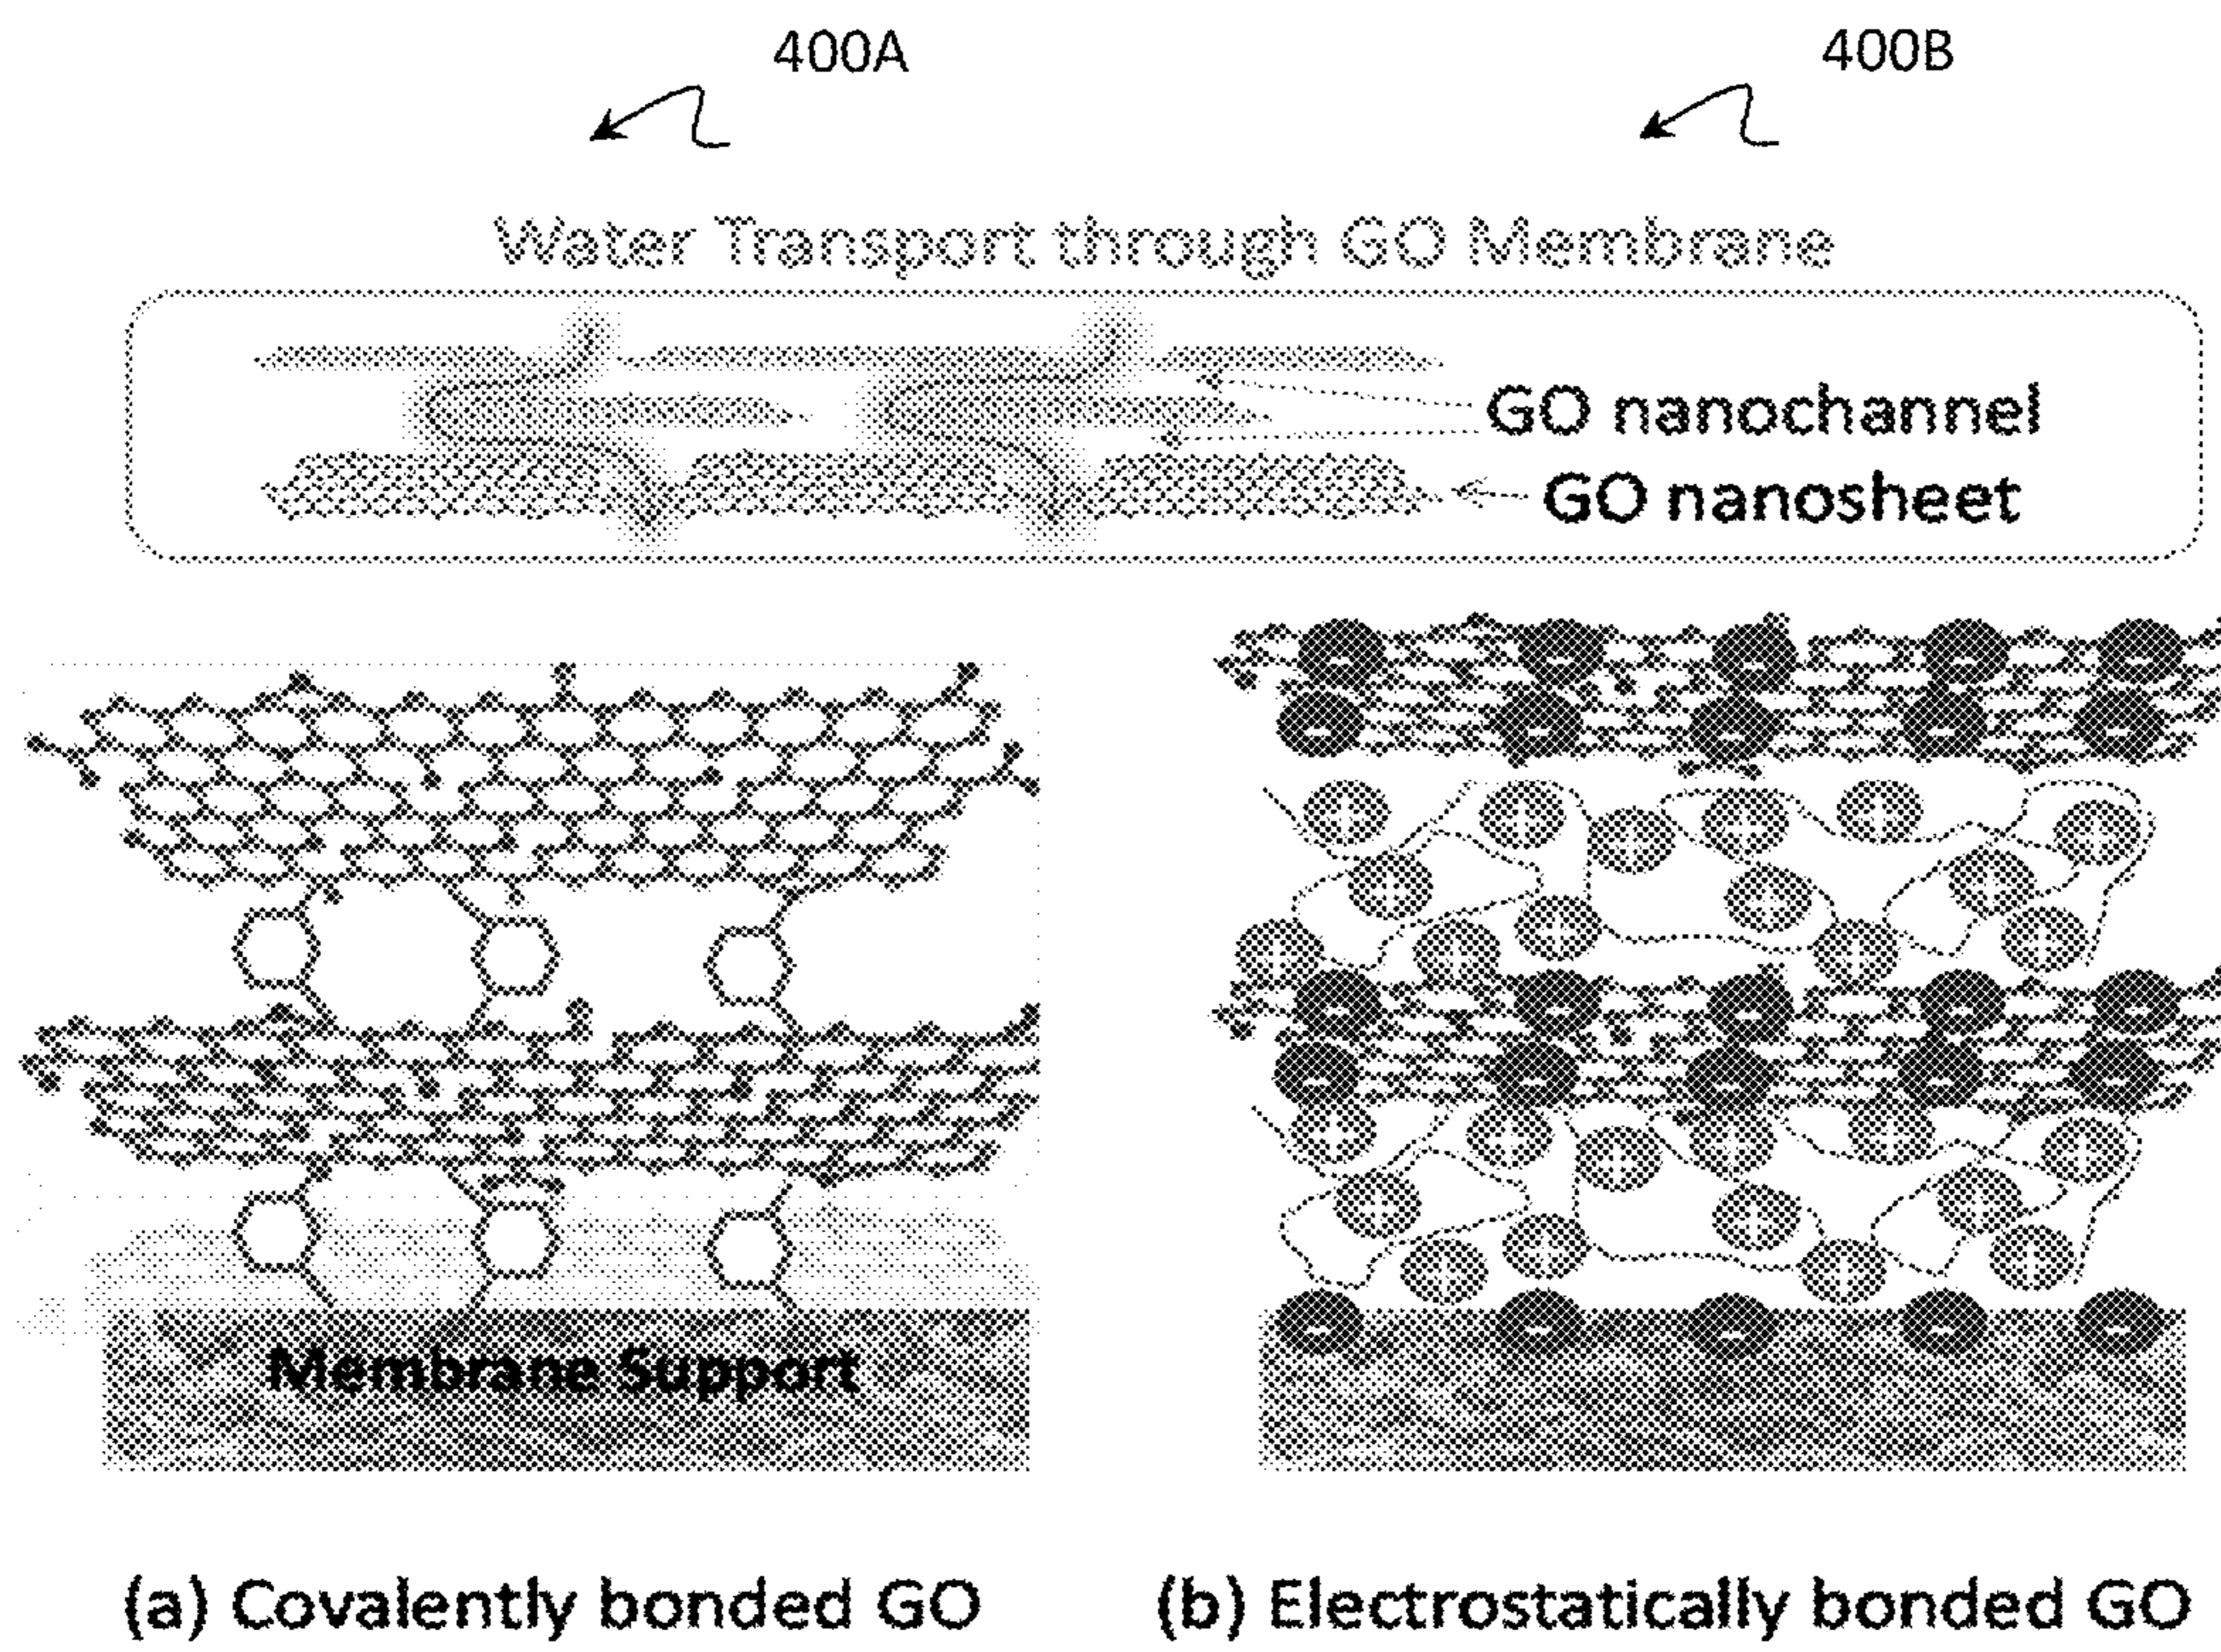 400A
400B
Water Transport through GO Membrane
GO nanochannel
GO nanosheet
Membrane Support
(a) Covalently bonded GO
(b) Electrostatically bonded GO